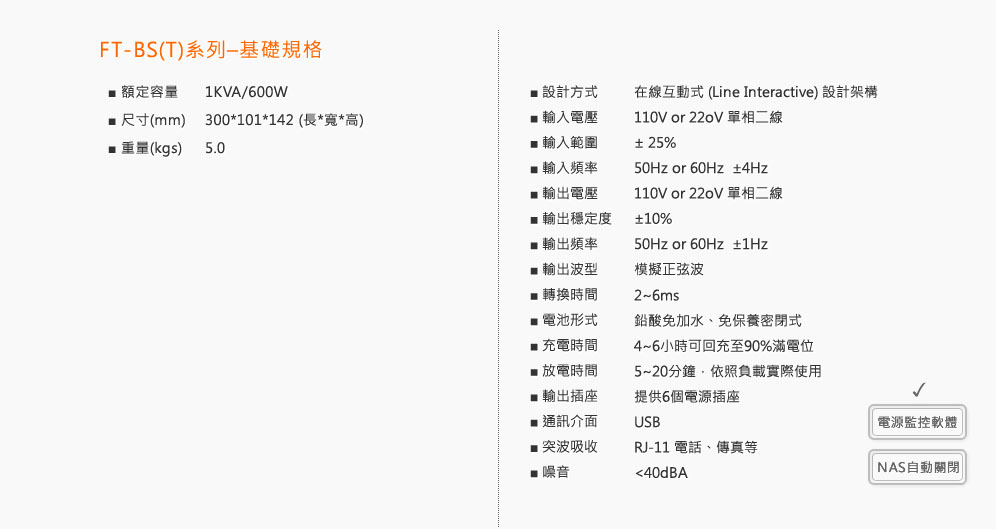 FT-BS(T)系列–基礎規格
■ 額定容量 1KVA/600W
■ 尺寸(mm) 300*101*142 (長*寬*高)
■ 重量(kgs) 5.0
■ 設計方式 在線互動式 (Line Interactive) 設計架構
■ 輸入電壓 110V or 22oV 單相二線
■ 輸入範圍 ± 25%
■ 輸入頻率 50Hz or 60Hz ±4Hz
■ 輸出電壓 110V or 22oV 單相二線
■ 輸出穩定度 ±10%
■ 輸出頻率 50Hz or 60Hz ±1Hz
■ 輸出波型 模擬正弦波
■ 轉換時間 2~6ms
■ 電池形式 鉛酸免加水、免保養密閉式
■ 充電時間 4~6小時可回充至90%滿電位
■ 放電時間 5~20分鐘．依照負載實際使用
■ 輸出插座 提供6個電源插座
■ 通訊介面 USB
■ 突波吸收 RJ-11 電話、傳真等
■ 噪音 <40dBA
✓
電源監控軟體
NAS自動關閉